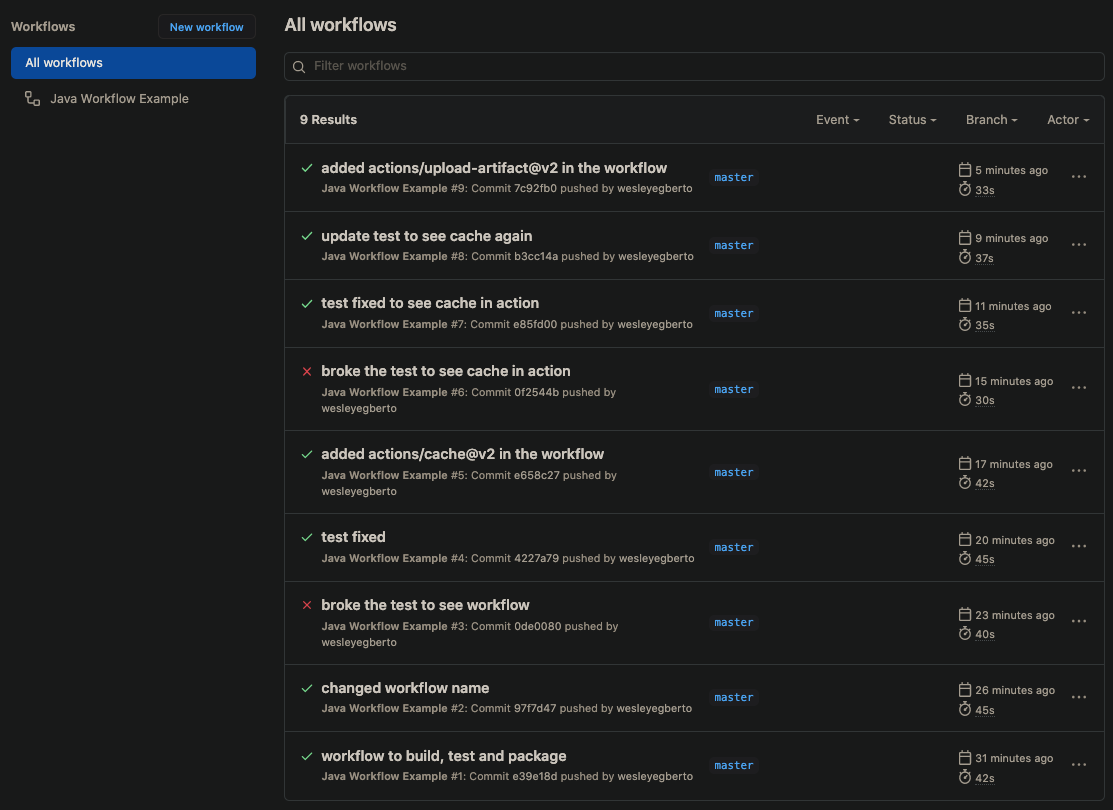 Workflows
New workflow
All workflows
Java Workflow Example
All workflows
Filter workflows
9 Results
Event
Status
Branch
Actor
added actions/upload-artifact@v2 in the workflow
Java Workflow Example #9: Commit 7c92fb0 pushed by wesleyegberto
master
5 minutes ago
33s
update test to see cache again
Java Workflow Example #8: Commit b3cc14a pushed by wesleyegberto
master
9 minutes ago
37s
test fixed to see cache in action
Java Workflow Example #7: Commit e85fd00 pushed by wesleyegberto
master
11 minutes ago
35s
broke the test to see cache in action
Java Workflow Example #6: Commit 0f2544b pushed by
wesleyegberto
master
15 minutes ago
30s
added actions/cache@v2 in the workflow
Java Workflow Example #5: Commit e658c27 pushed by
wesleyegberto
master
17 minutes ago
42s
test fixed
Java Workflow Example #4: Commit 4227a79 pushed by wesleyegberto
master
20 minutes ago
45s
broke the test to see workflow
Java Workflow Example #3: Commit 0de0080 pushed by
wesleyegberto
master
23 minutes ago
40s
changed workflow name
Java Workflow Example #2: Commit 97f7d47 pushed by wesleyegberto
master
26 minutes ago
45s
workflow to build, test and package
Java Workflow Example #1: Commit e39e18d pushed by wesleyegberto
master
31 minutes ago
42s